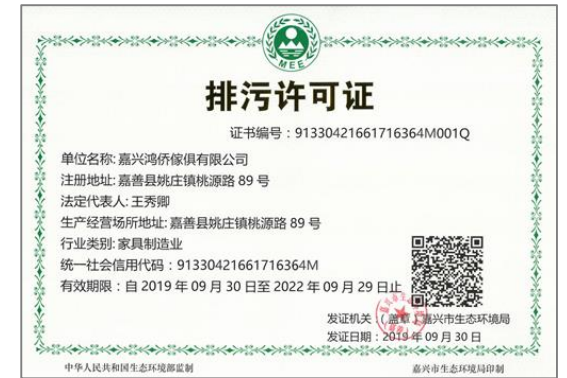 MEE
排污许可证
证书编号：91330421661716364M001Q
单位名称: 嘉兴鸿侨傢俱有限公司
注册地址: 嘉善县姚庄镇桃源路 89 号
法定代表人: 王秀卿
生产经营场所地址: 嘉善县姚庄镇桃源路 89 号
行业类别: 家具制造业
统一社会信用代码：91330421661716364M
有效期限：自 2019 年 09 月 30 日至 2022 年 09 月 29 日止
发证机关：（盖章）嘉兴市生态环境局
发证日期：2019 年 09 月 30 日
中华人民共和国生态环境部监制
嘉兴市生态环境局印制